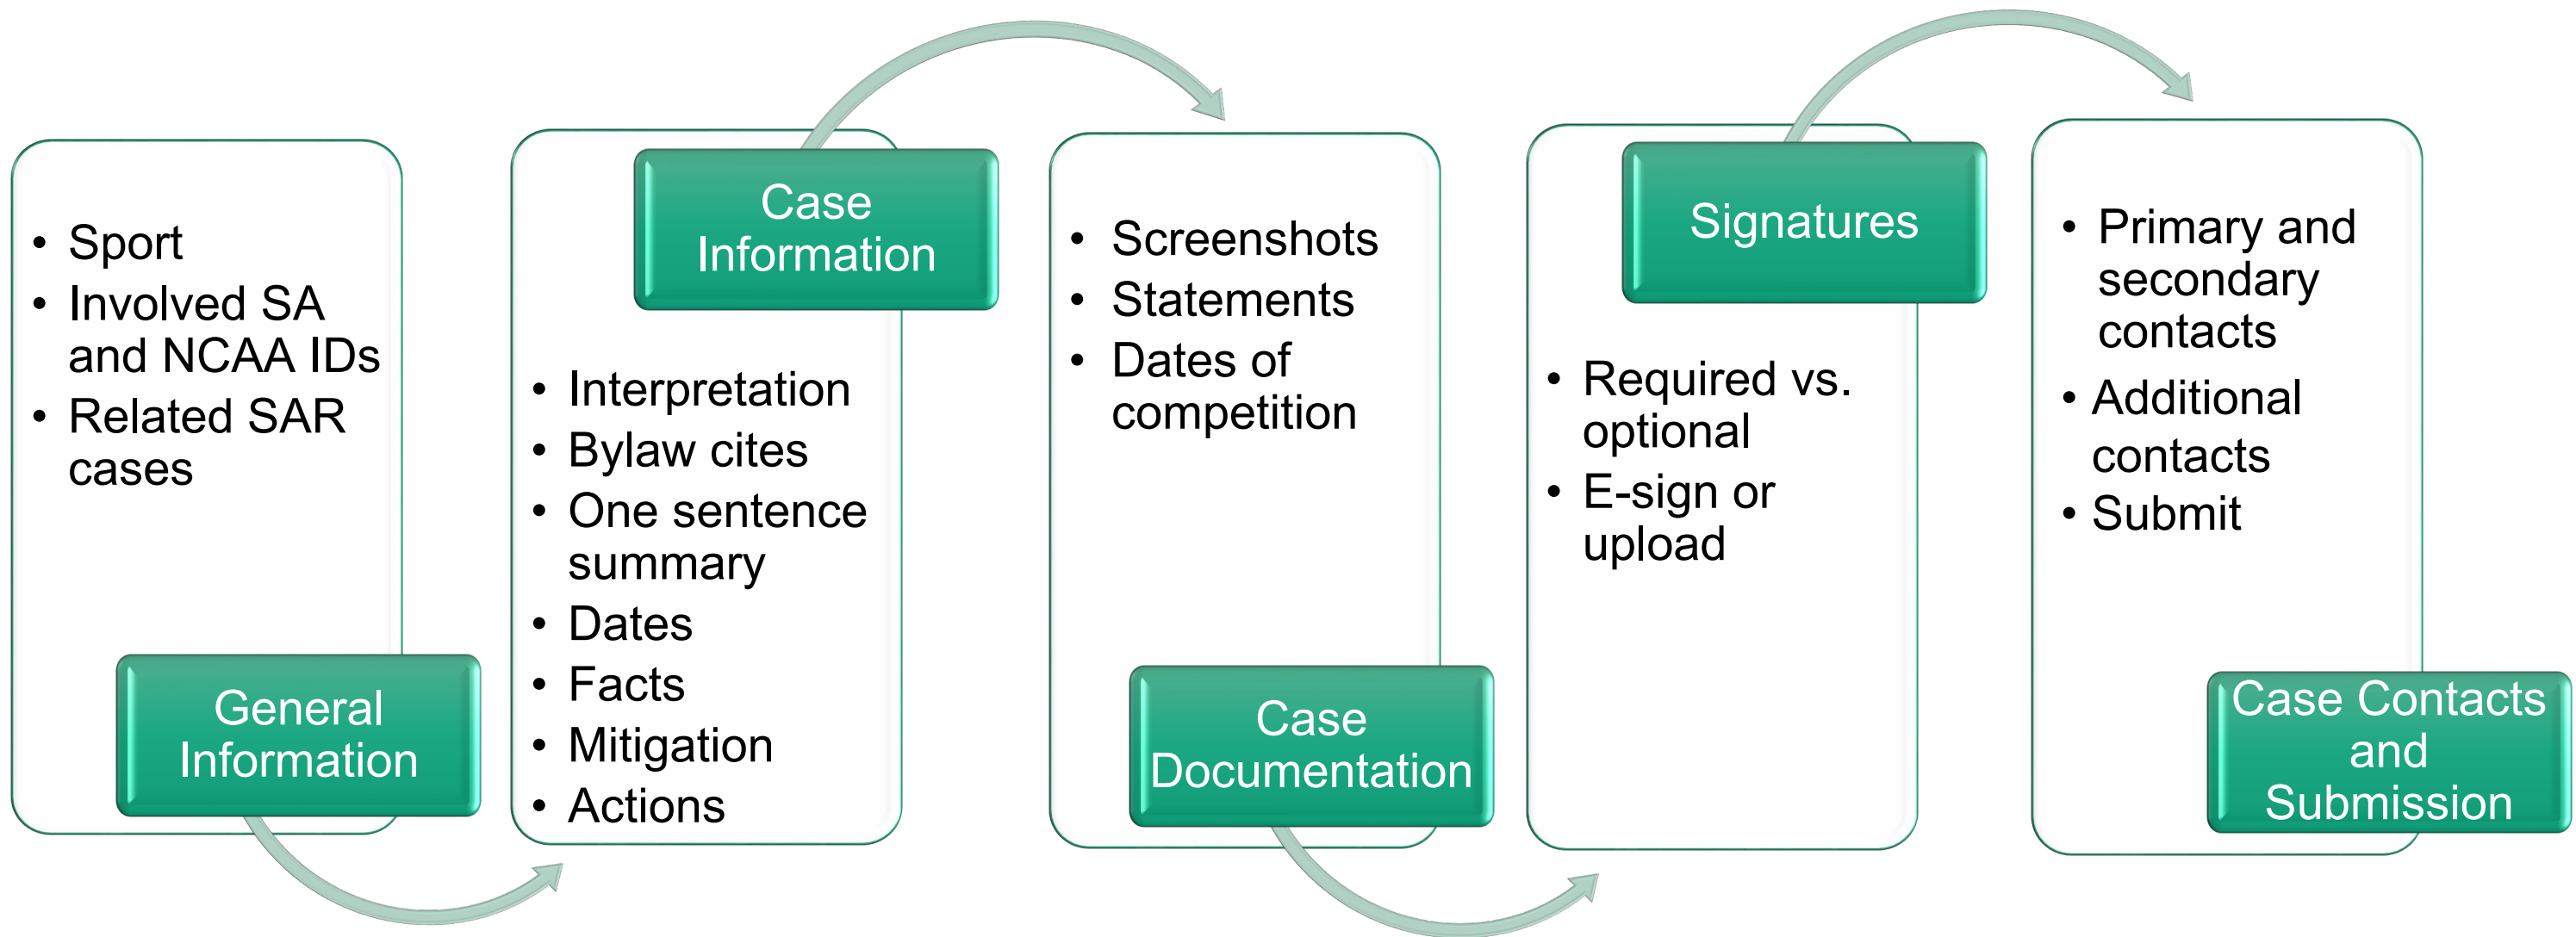 • Sport
• Involved SA
and NCAA IDs
• Related SAR
cases
General
Information
Case
Information
• Interpretation
• Bylaw cites
• One sentence
summary
• Dates
• Facts
• Mitigation
• Actions
• Screenshots
• Statements
• Dates of
competition
Case
Documentation
Signatures
• Required vs.
optional
• E-sign or
upload
• Primary and
secondary
contacts
• Additional
contacts
• Submit
Case Contacts
and
Submission